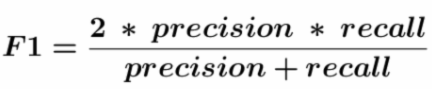 F1 = 2 * precision * recall
precision + recall